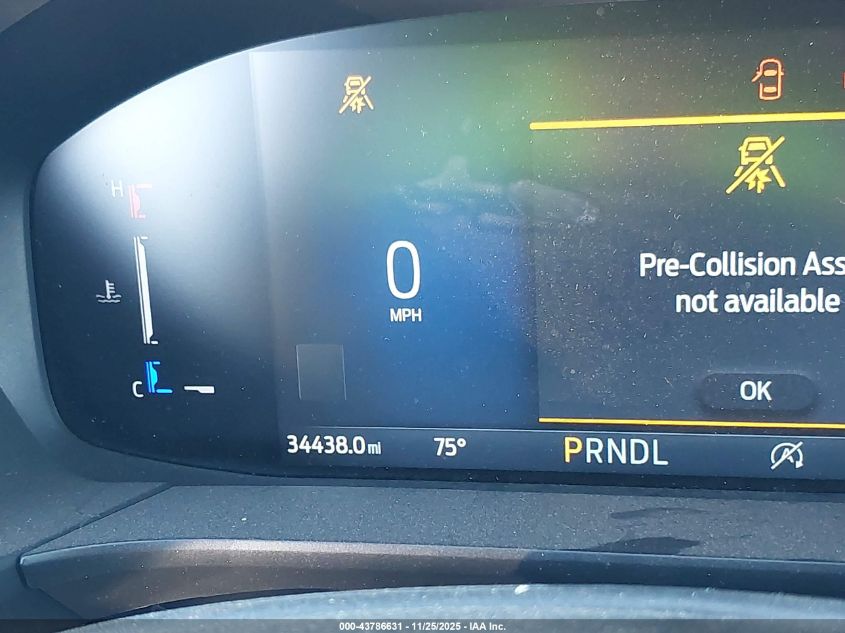 H
0
MPH
Pre-Collision Ass
not available
C
OK
34438.0 mi 75° PRNDL
A
000-43786631 - 11/25/2025 - IAA Inc.